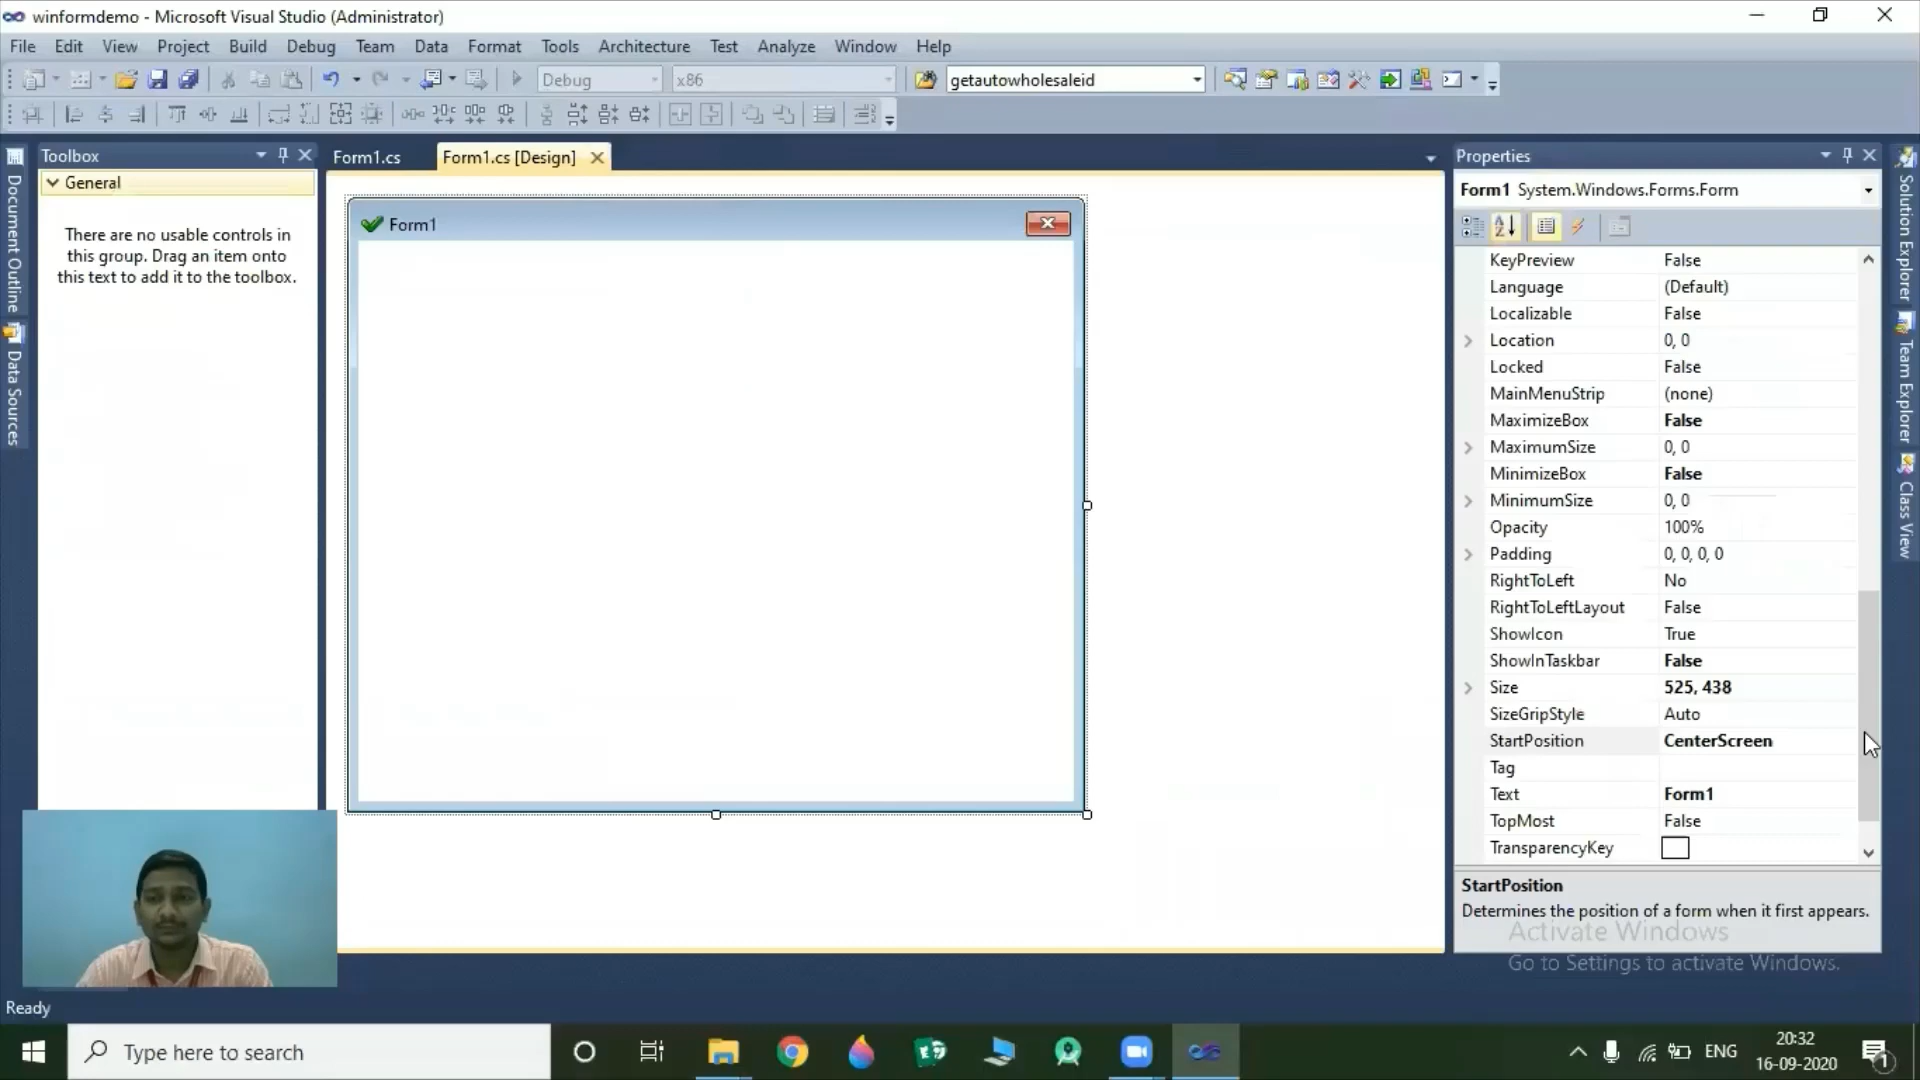 winformdemo - Microsoft Visual Studio (Administrator)
File Edit View Project Build Debug Team Data Format Tools Architecture Test Analyze Window Help
Debug x86 getautowholesaleid
Document Outline
Data Sources
Toolbox
General
There are no usable controls in
this group. Drag an item onto
this text to add it to the toolbox.
Form1.cs Form1.cs [Design]
Form1
Properties
Form1 System.Windows.Forms.Form
KeyPreview False
Language (Default)
Localizable False
Location 0, 0
Locked False
MainMenuStrip (none)
MaximizeBox False
MaximumSize 0, 0
MinimizeBox False
MinimumSize 0, 0
Opacity 100%
Padding 0, 0, 0, 0
RightToLeft No
RightToLeftLayout False
ShowIcon True
ShowInTaskbar False
Size 525, 438
SizeGripStyle Auto
StartPosition CenterScreen
Tag
Text Form1
TopMost False
TransparencyKey
StartPosition
Determines the position of a form when it first appears.
Activate Windows
Go to Settings to activate Windows.
Solution Explorer
Team Explorer
Class View
Ready
Type here to search
ENG
20:32
16-09-2020
1